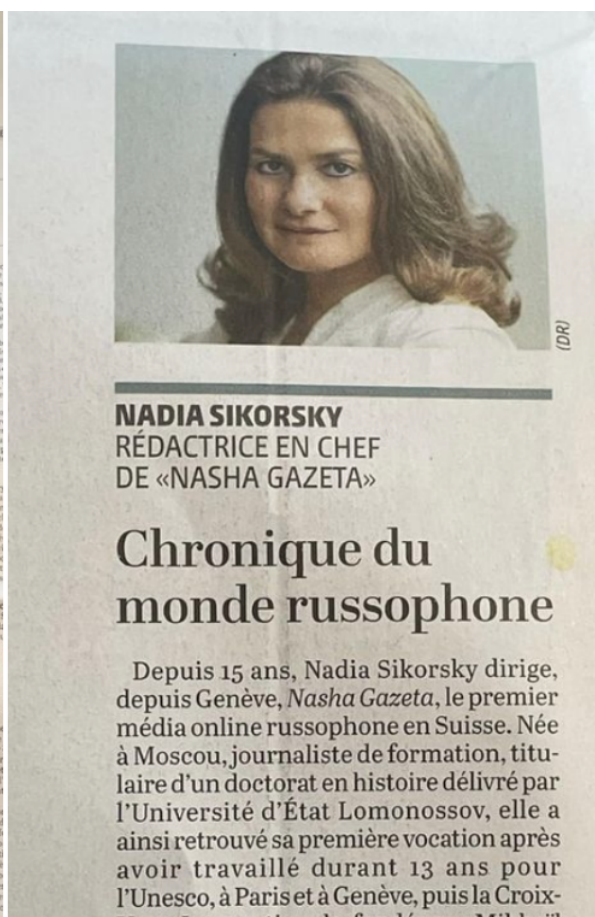 (DR)
NADIA SIKORSKY
RÉDACTRICE EN CHEF
DE «NASHA GAZETA»
Chronique du
monde russophone
Depuis 15 ans, Nadia Sikorsky dirige,
depuis Genève, Nasha Gazeta, le premier
média online russophone en Suisse. Née
à Moscou, journaliste de formation, titu-
laire d’un doctorat en histoire délivré par
l’Université d’État Lomonossov, elle a
ainsi retrouvé sa première vocation après
avoir travaillé durant 13 ans pour
l’Unesco, à Paris et à Genève, puis la Croix-